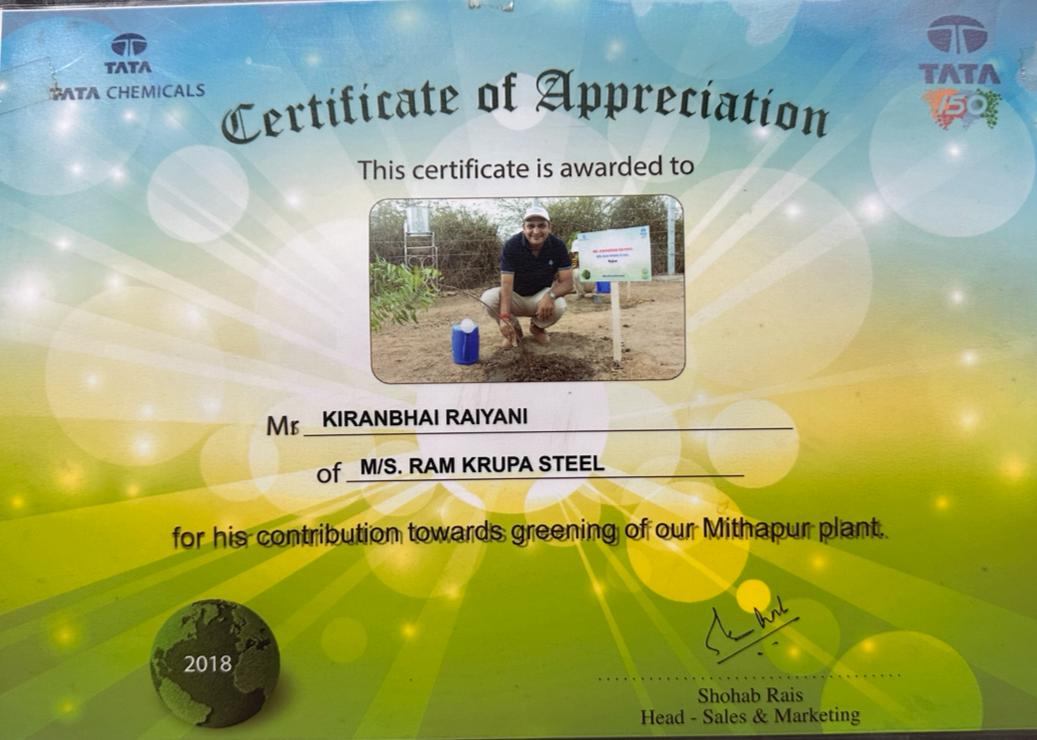 TATA
TATA CHEMICALS
TATA
150
Certificate of Appreciation
This certificate is awarded to
Mr KIRANBHAI RAIYANI
of M/S. RAM KRUPA STEEL
for his contribution towards greening of our Mithapur plant.
2018
Shohab Rais
Head - Sales & Marketing